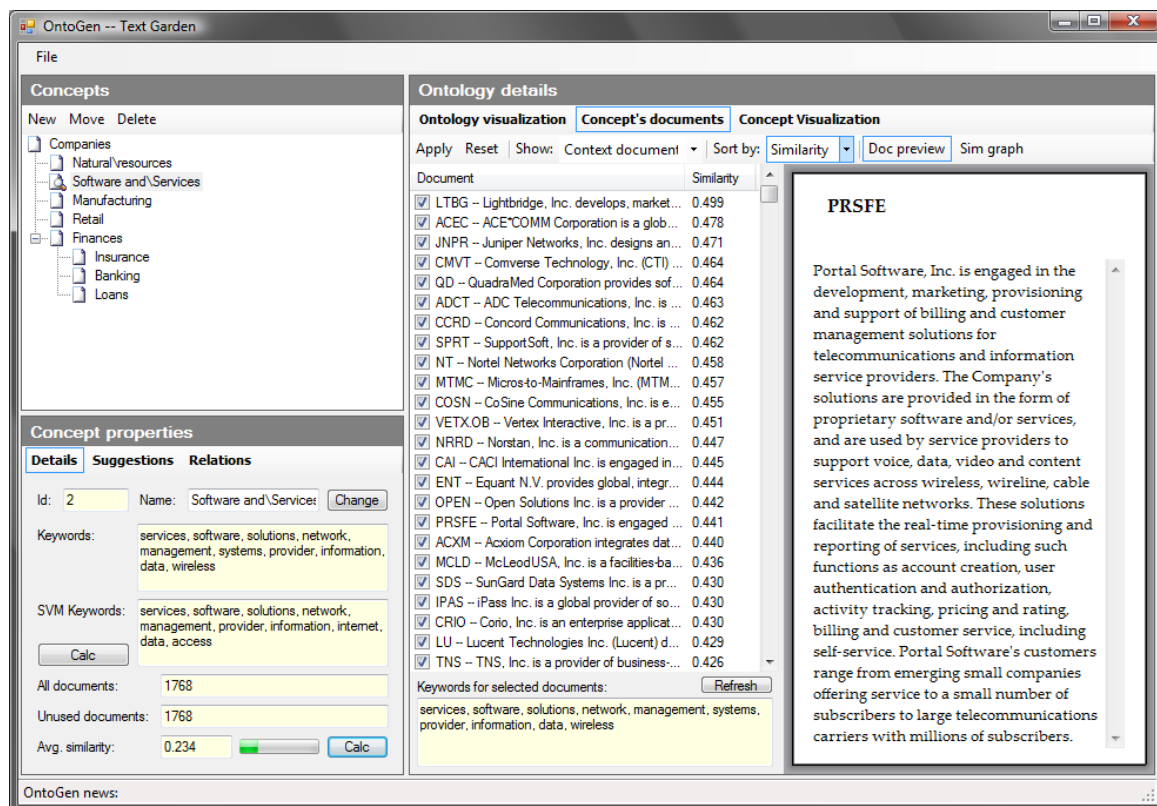 OntoGen -- Text Garden
File
Concepts
New Move Delete
Companies
Natural\resources
Software and\Services
Manufacturing
Retail
Finances
Insurance
Banking
Loans
Concept properties
Details Suggestions Relations
Id: 2 Name: Software and\Services Change
Keywords:
services, software, solutions, network,
management, systems, provider, information,
data, wireless
SVM Keywords:
services, software, solutions, network,
management, provider, information, internet,
data, access
Calc
All documents: 1768
Unused documents: 1768
Avg. similarity: 0.234 Calc
Ontology details
Ontology visualization Concept's documents Concept Visualization
Apply Reset Show: Context document Sort by: Similarity Doc preview Sim graph
Document Similarity
LTBG -- Lightbridge, Inc. develops, market... 0.499
ACEC -- ACE*COMM Corporation is a glob... 0.478
JNPR -- Juniper Networks, Inc. designs an... 0.471
CMVT -- Comverse Technology, Inc. (CTI) ... 0.464
QD -- QuadraMed Corporation provides sof... 0.464
ADCT -- ADC Telecommunications, Inc. is ... 0.463
CCRD -- Concord Communications, Inc. is ... 0.462
SPRT -- SupportSoft, Inc. is a provider of s... 0.462
NT -- Nortel Networks Corporation (Nortel ... 0.458
MTMC -- Micros-to-Mainframes, Inc. (MTM... 0.457
COSN -- CoSine Communications, Inc. is e... 0.455
VETX.OB -- Vertex Interactive, Inc. is a pr... 0.451
NRRD -- Norstan, Inc. is a communication... 0.447
CAI -- CACI International Inc. is engaged in... 0.445
ENT -- Equant N.V. provides global, integr... 0.444
OPEN -- Open Solutions Inc. is a provider ... 0.442
PRSFE -- Portal Software, Inc. is engaged ... 0.441
ACXM -- Acxiom Corporation integrates dat... 0.440
MCLD -- McLeodUSA, Inc. is a facilities-ba... 0.436
SDS -- SunGard Data Systems Inc. is a pr... 0.430
IPAS -- iPass Inc. is a global provider of so... 0.430
CRIO -- Corio, Inc. is an enterprise applicat... 0.430
LU -- Lucent Technologies Inc. (Lucent) d... 0.429
TNS -- TNS, Inc. is a provider of business-... 0.426
Keywords for selected documents: Refresh
services, software, solutions, network, management, systems,
provider, information, data, wireless
PRSFE
Portal Software, Inc. is engaged in the
development, marketing, provisioning
and support of billing and customer
management solutions for
telecommunications and information
service providers. The Company's
solutions are provided in the form of
proprietary software and/or services,
and are used by service providers to
support voice, data, video and content
services across wireless, wireline, cable
and satellite networks. These solutions
facilitate the real-time provisioning and
reporting of services, including such
functions as account creation, user
authentication and authorization,
activity tracking, pricing and rating,
billing and customer service, including
self-service. Portal Software's customers
range from emerging small companies
offering service to a small number of
subscribers to large telecommunications
carriers with millions of subscribers.
OntoGen news: